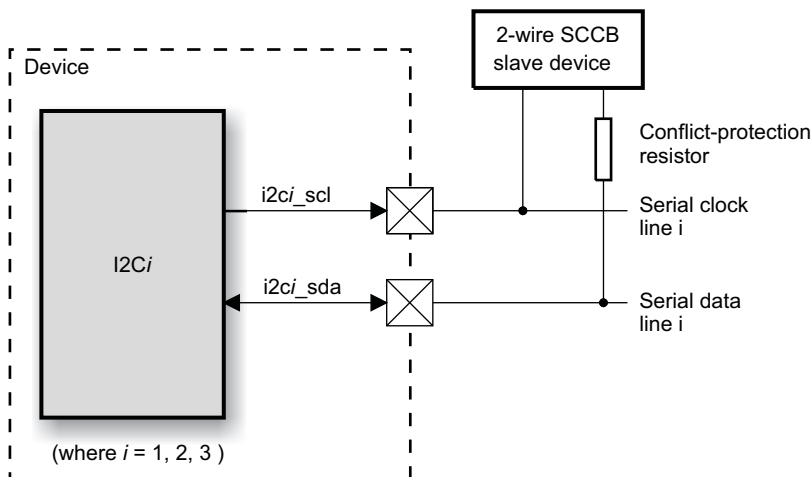 2-wire SCCB
slave device
Device
Conflict-protection
resistor
i2ci_scl
Serial clock
line i
I2Ci
i2ci_sda
Serial data
line i
(where i = 1, 2, 3 )